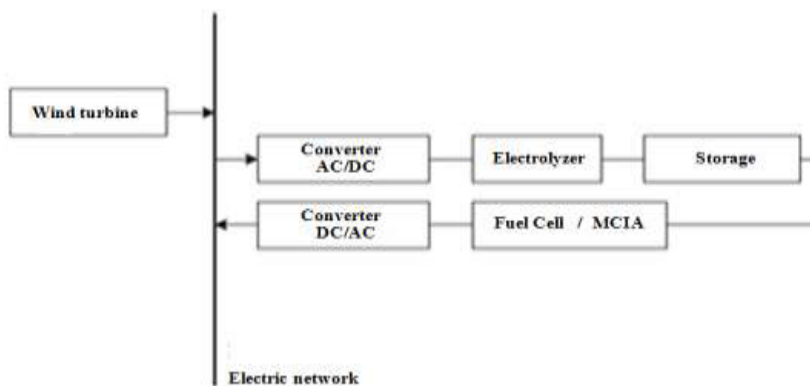 Wind turbine
Converter
AC/DC
Electrolyzer
Storage
Converter
DC/AC
Fuel Cell / MCIA
Electric network